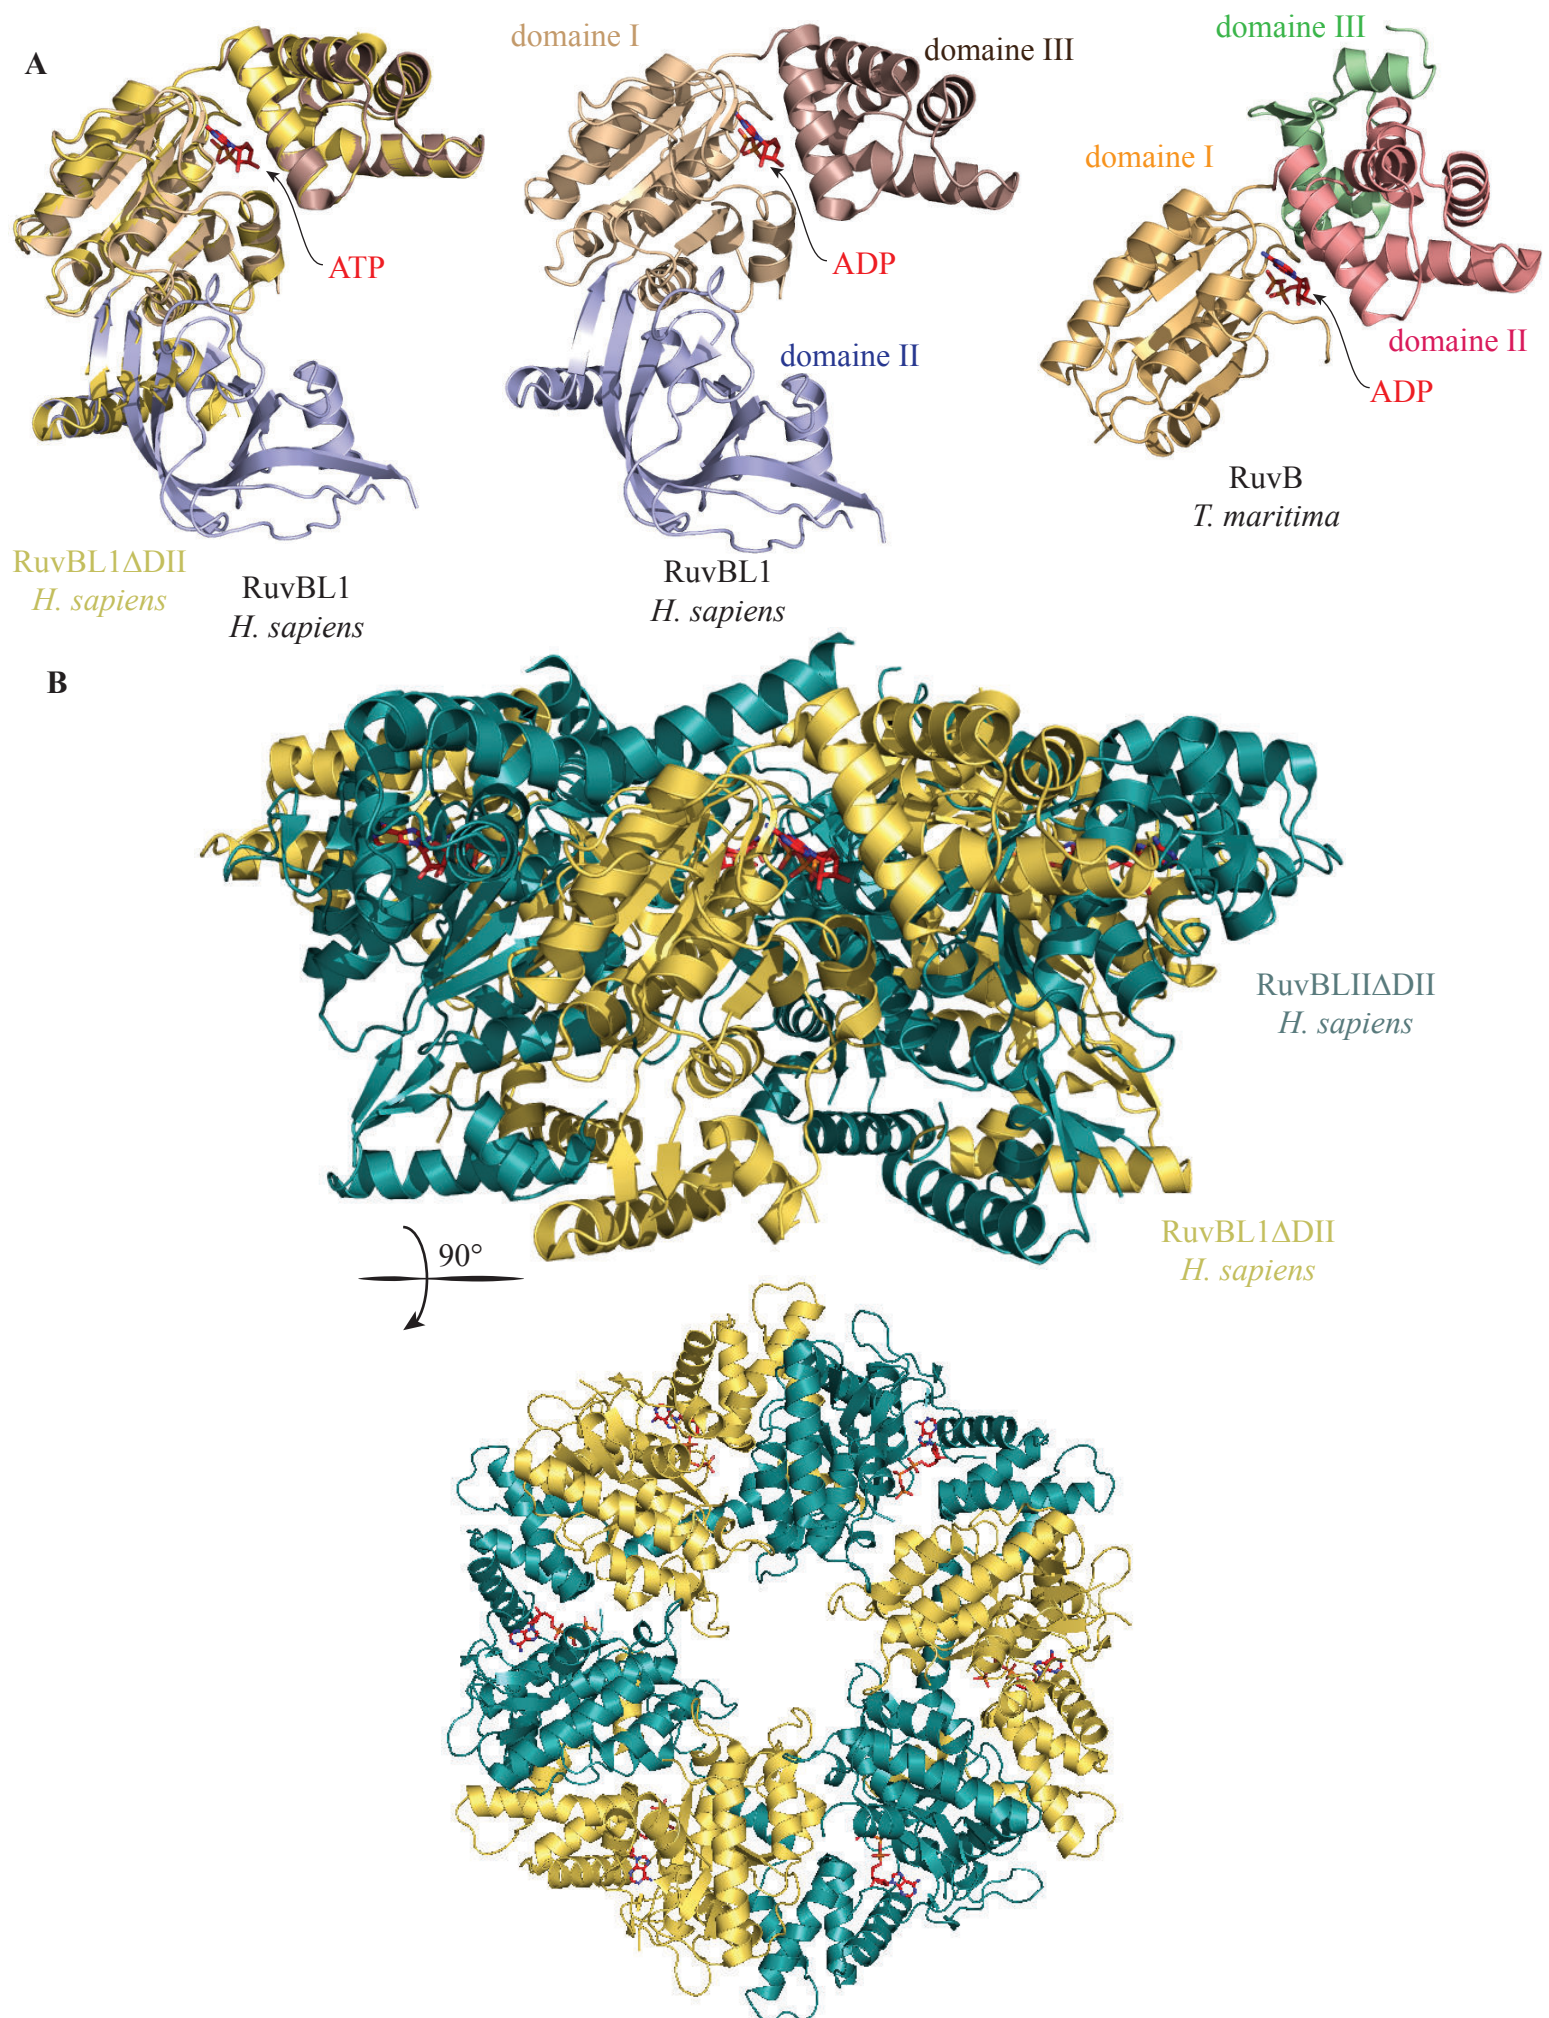 A
domaine I
domaine III
domaine III
domaine I
ATP
ADP
domaine II
domaine II
ADP
RuvB
T. maritima
RuvBL1ΔDII
H. sapiens
RuvBL1
H. sapiens
RuvBL1
H. sapiens
B
RuvBLIIΔDII
H. sapiens
RuvBL1ΔDII
H. sapiens
90°